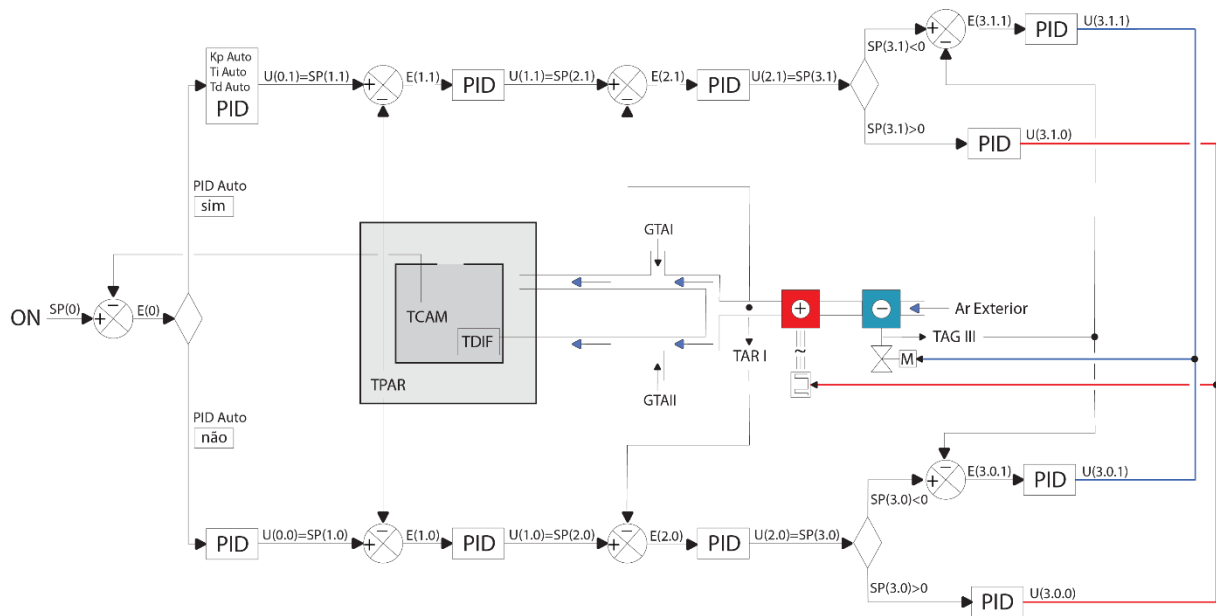 SP(3.1)<0
E(3.1.1)
PID
U(3.1.1)
Kp Auto
Ti Auto
Td Auto
PID
U(0.1)=SP(1.1)
E(1.1)
PID
U(1.1)=SP(2.1)
E(2.1)
PID
U(2.1)=SP(3.1)
SP(3.1)>0
PID
U(3.1.0)
PID Auto
sim
GTAI
ON
SP(0)
E(0)
TCAM
TDIF
TPAR
Ar Exterior
TAG III
TAR I
M
GTAII
PID Auto
não
SP(3.0)<0
E(3.0.1)
PID
U(3.0.1)
PID
U(0.0)=SP(1.0)
E(1.0)
PID
U(1.0)=SP(2.0)
E(2.0)
PID
U(2.0)=SP(3.0)
SP(3.0)>0
PID
U(3.0.0)